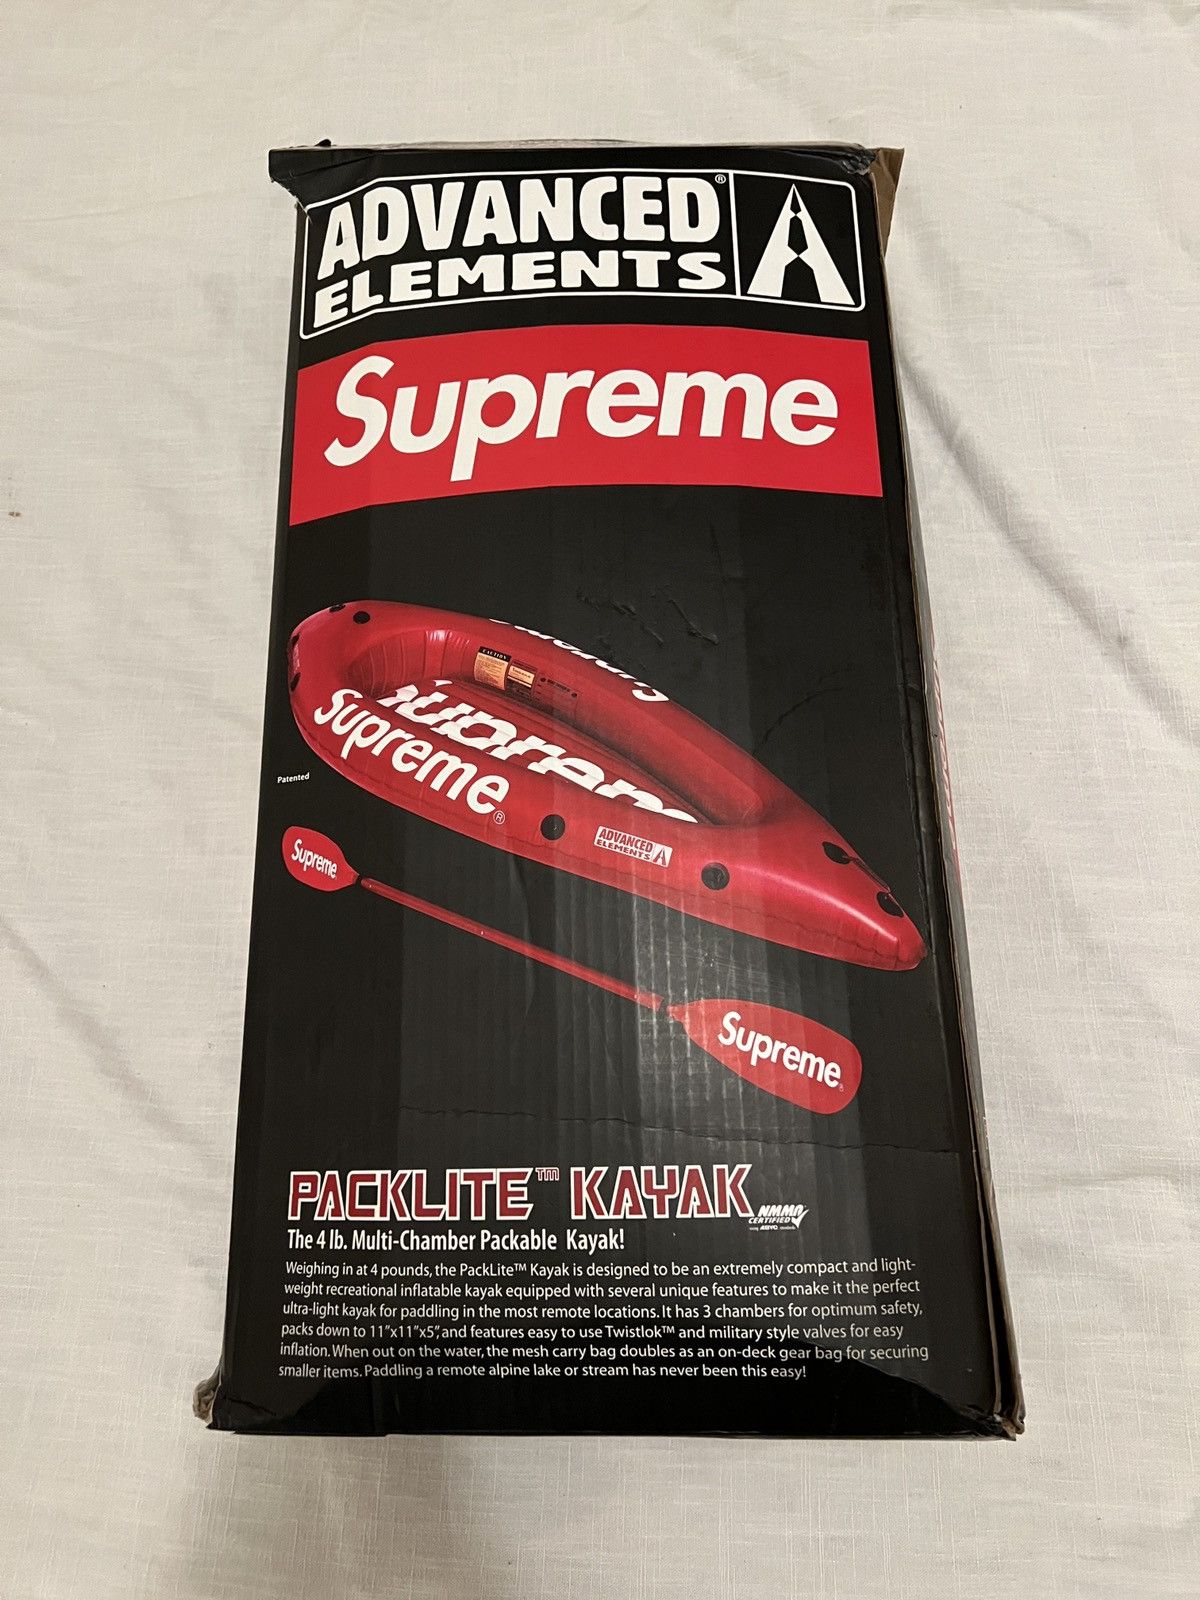 ADVANCED®
ELEMENTS
Supreme
CAUTION
Supreme
Supreme
Supreme®
Patented
ADVANCED
ELEMENTS
Supreme
Supreme
PACKLITE™ KAYAK
NMMA
CERTIFIED
The 4 lb. Multi-Chamber Packable Kayak!
Weighing in at 4 pounds, the PackLite™ Kayak is designed to be an extremely compact and light-
weight recreational inflatable kayak equipped with several unique features to make it the perfect
ultra-light kayak for paddling in the most remote locations. It has 3 chambers for optimum safety,
packs down to 11"x11"x5", and features easy to use Twistlok™ and military style valves for easy
inflation. When out on the water, the mesh carry bag doubles as an on-deck gear bag for securing
smaller items. Paddling a remote alpine lake or stream has never been this easy!